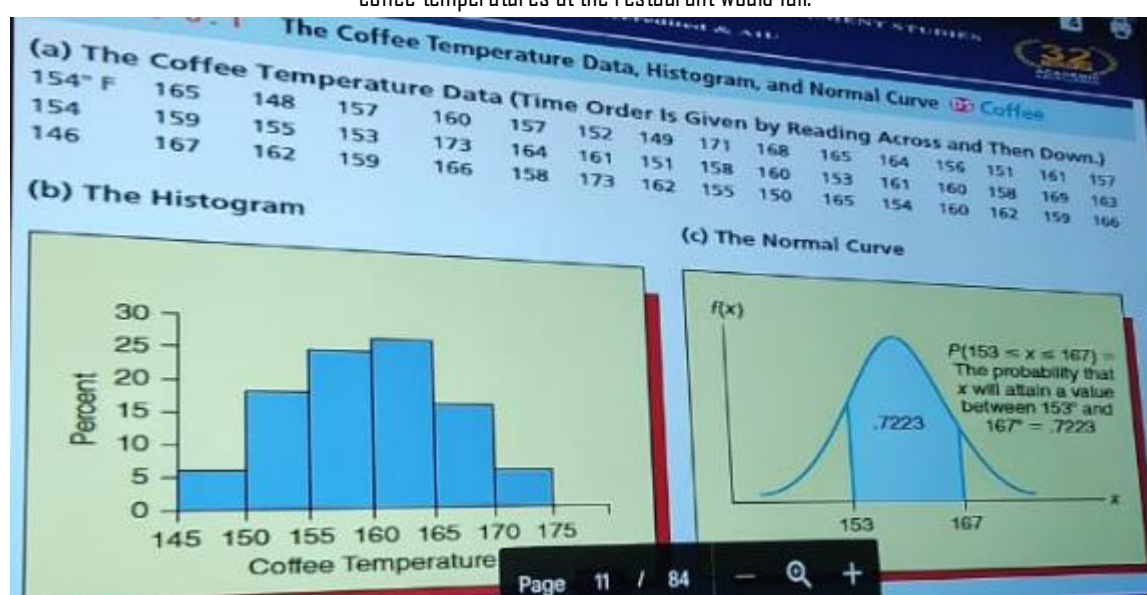 coffee temperatures at the restaurant would fall.
& AIU
STUDIES
32
The Coffee Temperature Data, Histogram, and Normal Curve DS Coffee
(a) The Coffee Temperature Data (Time Order Is Given by Reading Across and Then Down.)
154° F 165 148 157 160 157 152 149 171 168 165 164 156 151 161 157
154 159 155 153 173 164 161 151 158 160 153 161 160 158 169 163
146 167 162 159 166 158 173 162 155 150 165 154 160 162 159 166
(b) The Histogram
30
25
20
15
10
5
0
Percent
145 150 155 160 165 170 175
Coffee Temperature
(c) The Normal Curve
f(x)
P(153 ≤ x ≤ 167) =
The probability that
x will attain a value
between 153° and
167° = .7223
.7223
x
153 167
Page 11 / 84 − +